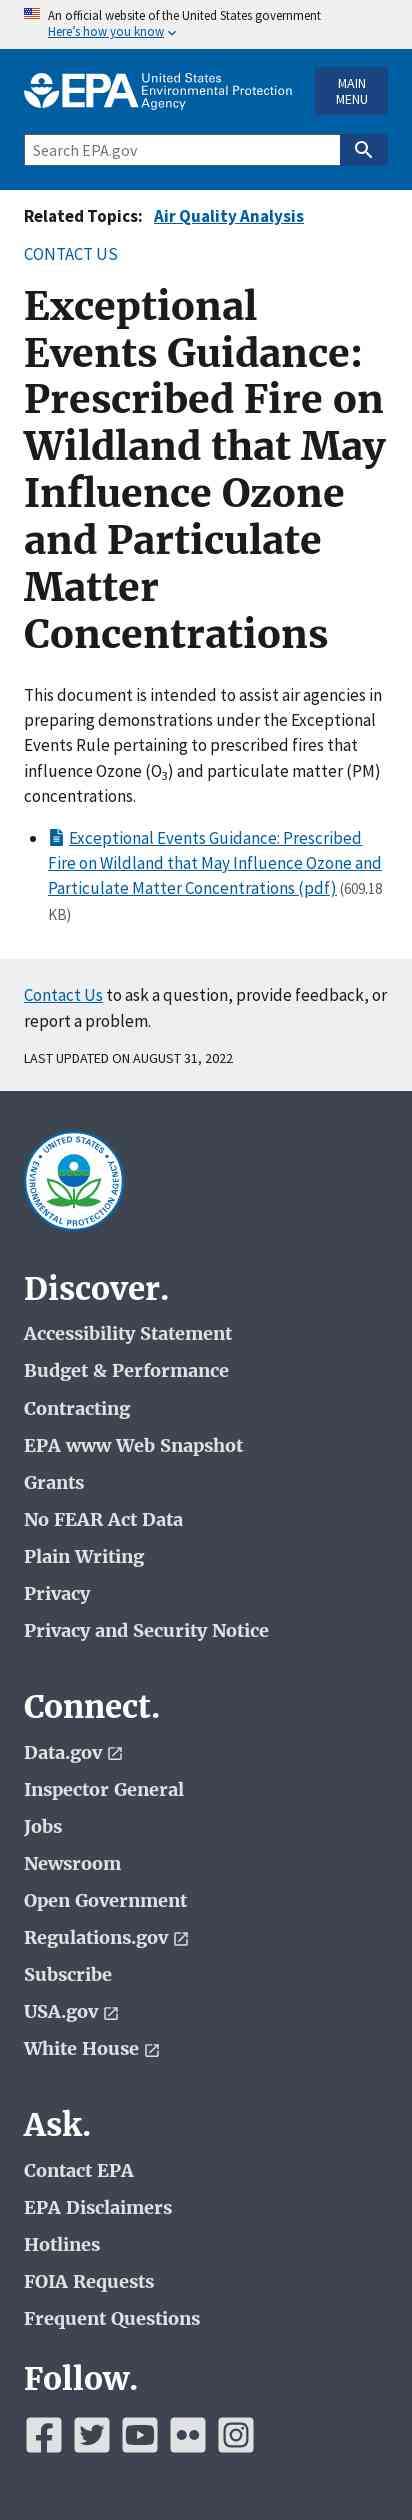 An official website of the United States government
Here's how you know
EPA United States
Environmental Protection
Agency
MAIN
MENU
Search EPA.gov
Related Topics: Air Quality Analysis
CONTACT US
Exceptional
Events Guidance:
Prescribed Fire on
Wildland that May
Influence Ozone
and Particulate
Matter
Concentrations
This document is intended to assist air agencies in
preparing demonstrations under the Exceptional
Events Rule pertaining to prescribed fires that
influence Ozone (O₃) and particulate matter (PM)
concentrations.
Exceptional Events Guidance: Prescribed
Fire on Wildland that May Influence Ozone and
Particulate Matter Concentrations (pdf) (609.18
KB)
Contact Us to ask a question, provide feedback, or
report a problem.
LAST UPDATED ON AUGUST 31, 2022
UNITED STATES
ENVIRONMENTAL PROTECTION AGENCY
Discover.
Accessibility Statement
Budget & Performance
Contracting
EPA www Web Snapshot
Grants
No FEAR Act Data
Plain Writing
Privacy
Privacy and Security Notice
Connect.
Data.gov
Inspector General
Jobs
Newsroom
Open Government
Regulations.gov
Subscribe
USA.gov
White House
Ask.
Contact EPA
EPA Disclaimers
Hotlines
FOIA Requests
Frequent Questions
Follow.